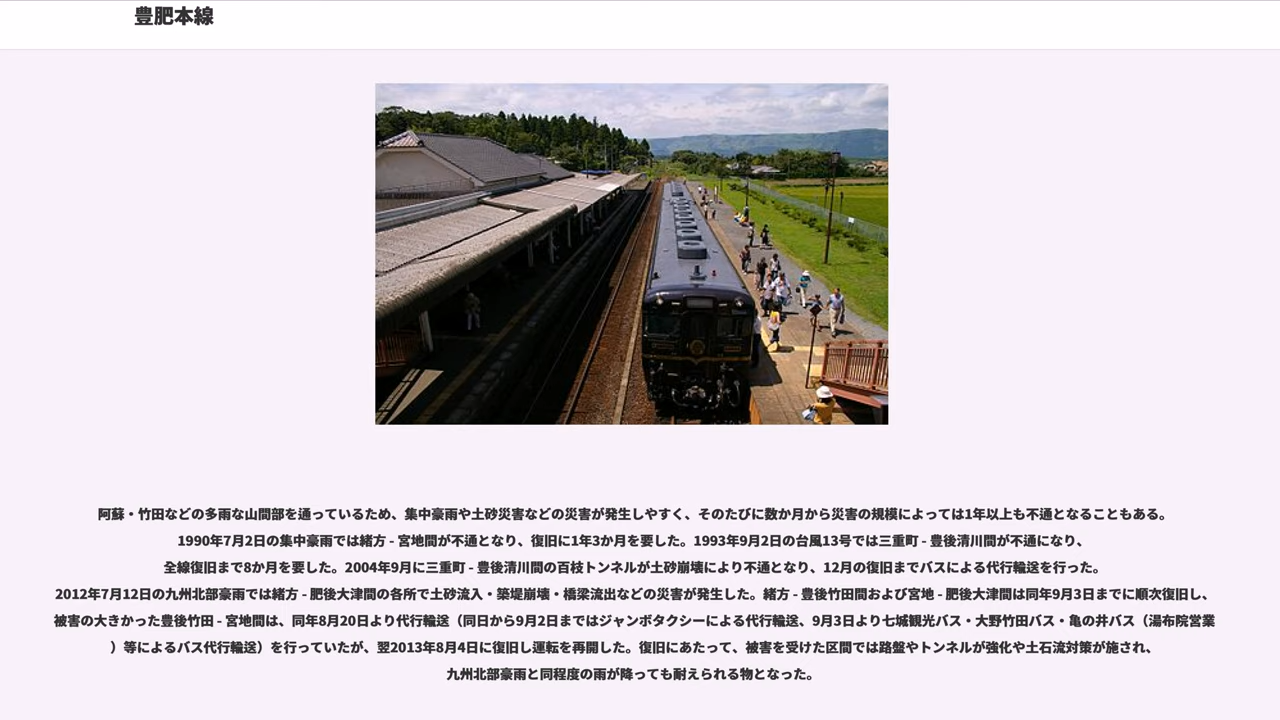 豊肥本線
阿蘇・竹田などの多雨な山間部を通っているため、集中豪雨や土砂災害などの災害が発生しやすく、そのたびに数か月から災害の規模によっては1年以上も不通となることもある。
1990年7月2日の集中豪雨では緒方 - 宮地間が不通となり、復旧に1年3か月を要した。1993年9月2日の台風13号では三重町 - 豊後清川間が不通になり、
全線復旧まで8か月を要した。2004年9月に三重町 - 豊後清川間の百枝トンネルが土砂崩壊により不通となり、12月の復旧までバスによる代行輸送を行った。
2012年7月12日の九州北部豪雨では緒方 - 肥後大津間の各所で土砂流入・築堤崩壊・橋梁流出などの災害が発生した。緒方 - 豊後竹田間および宮地 - 肥後大津間は同年9月3日までに順次復旧し、
被害の大きかった豊後竹田 - 宮地間は、同年8月20日より代行輸送（同日から9月2日まではジャンボタクシーによる代行輸送、9月3日より七城観光バス・大野竹田バス・亀の井バス（湯布院営業
）等によるバス代行輸送）を行っていたが、翌2013年8月4日に復旧し運転を再開した。復旧にあたって、被害を受けた区間では路盤やトンネルが強化や土石流対策が施され、
九州北部豪雨と同程度の雨が降っても耐えられる物となった。